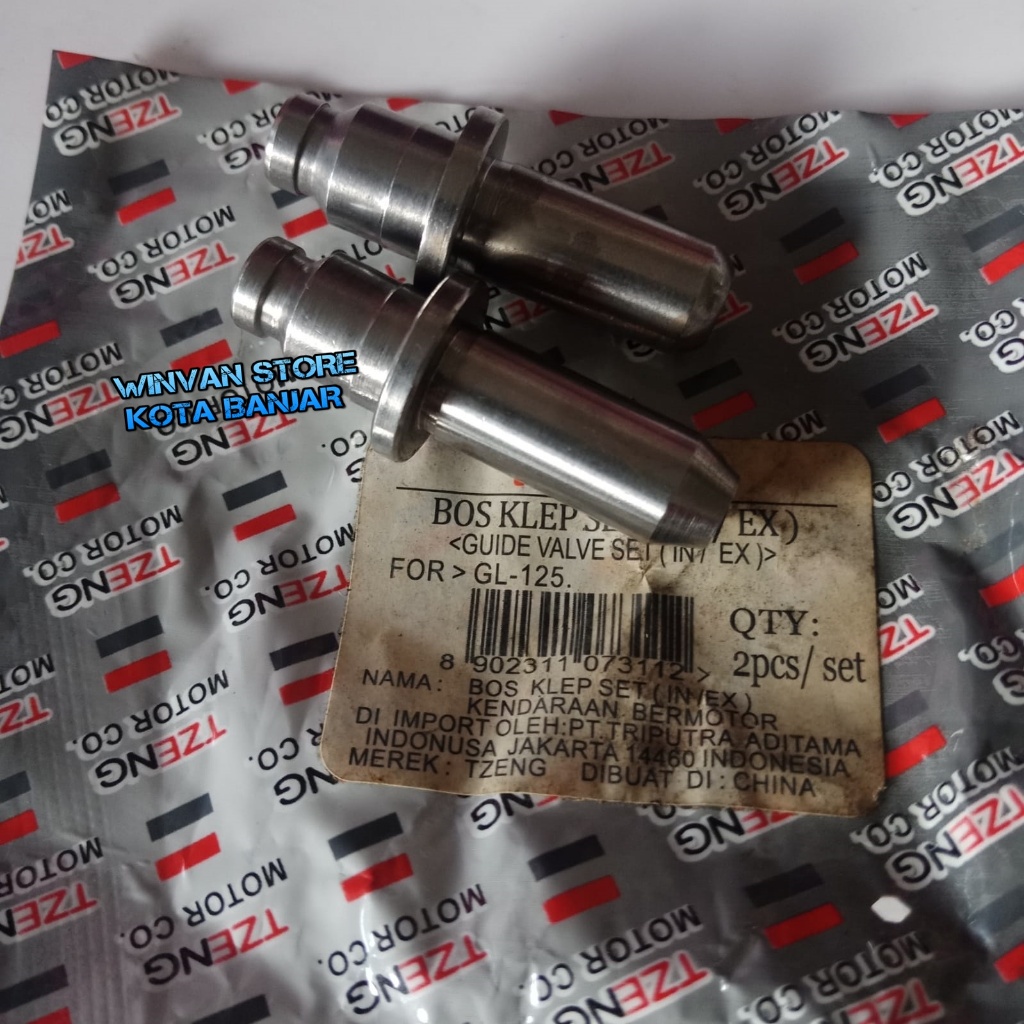 WINVAN STORE
KOTA BANJAR
TZENG
MOTOR CO.
BOS KLEP EX )
<GUIDE VALVE SET ( IN / EX )>
FOR > GL-125.
QTY:
2pcs/ set
8 902311 073112 >
NAMA : BOS KLEP SET ( IN /EX )
KENDARAAN BERMOTOR
DI IMPORT OLEH:PT.TRIPUTRA ADITAMA
INDONUSA JAKARTA 14460 INDONESIA
MEREK : TZENG DIBUAT DI : CHINA